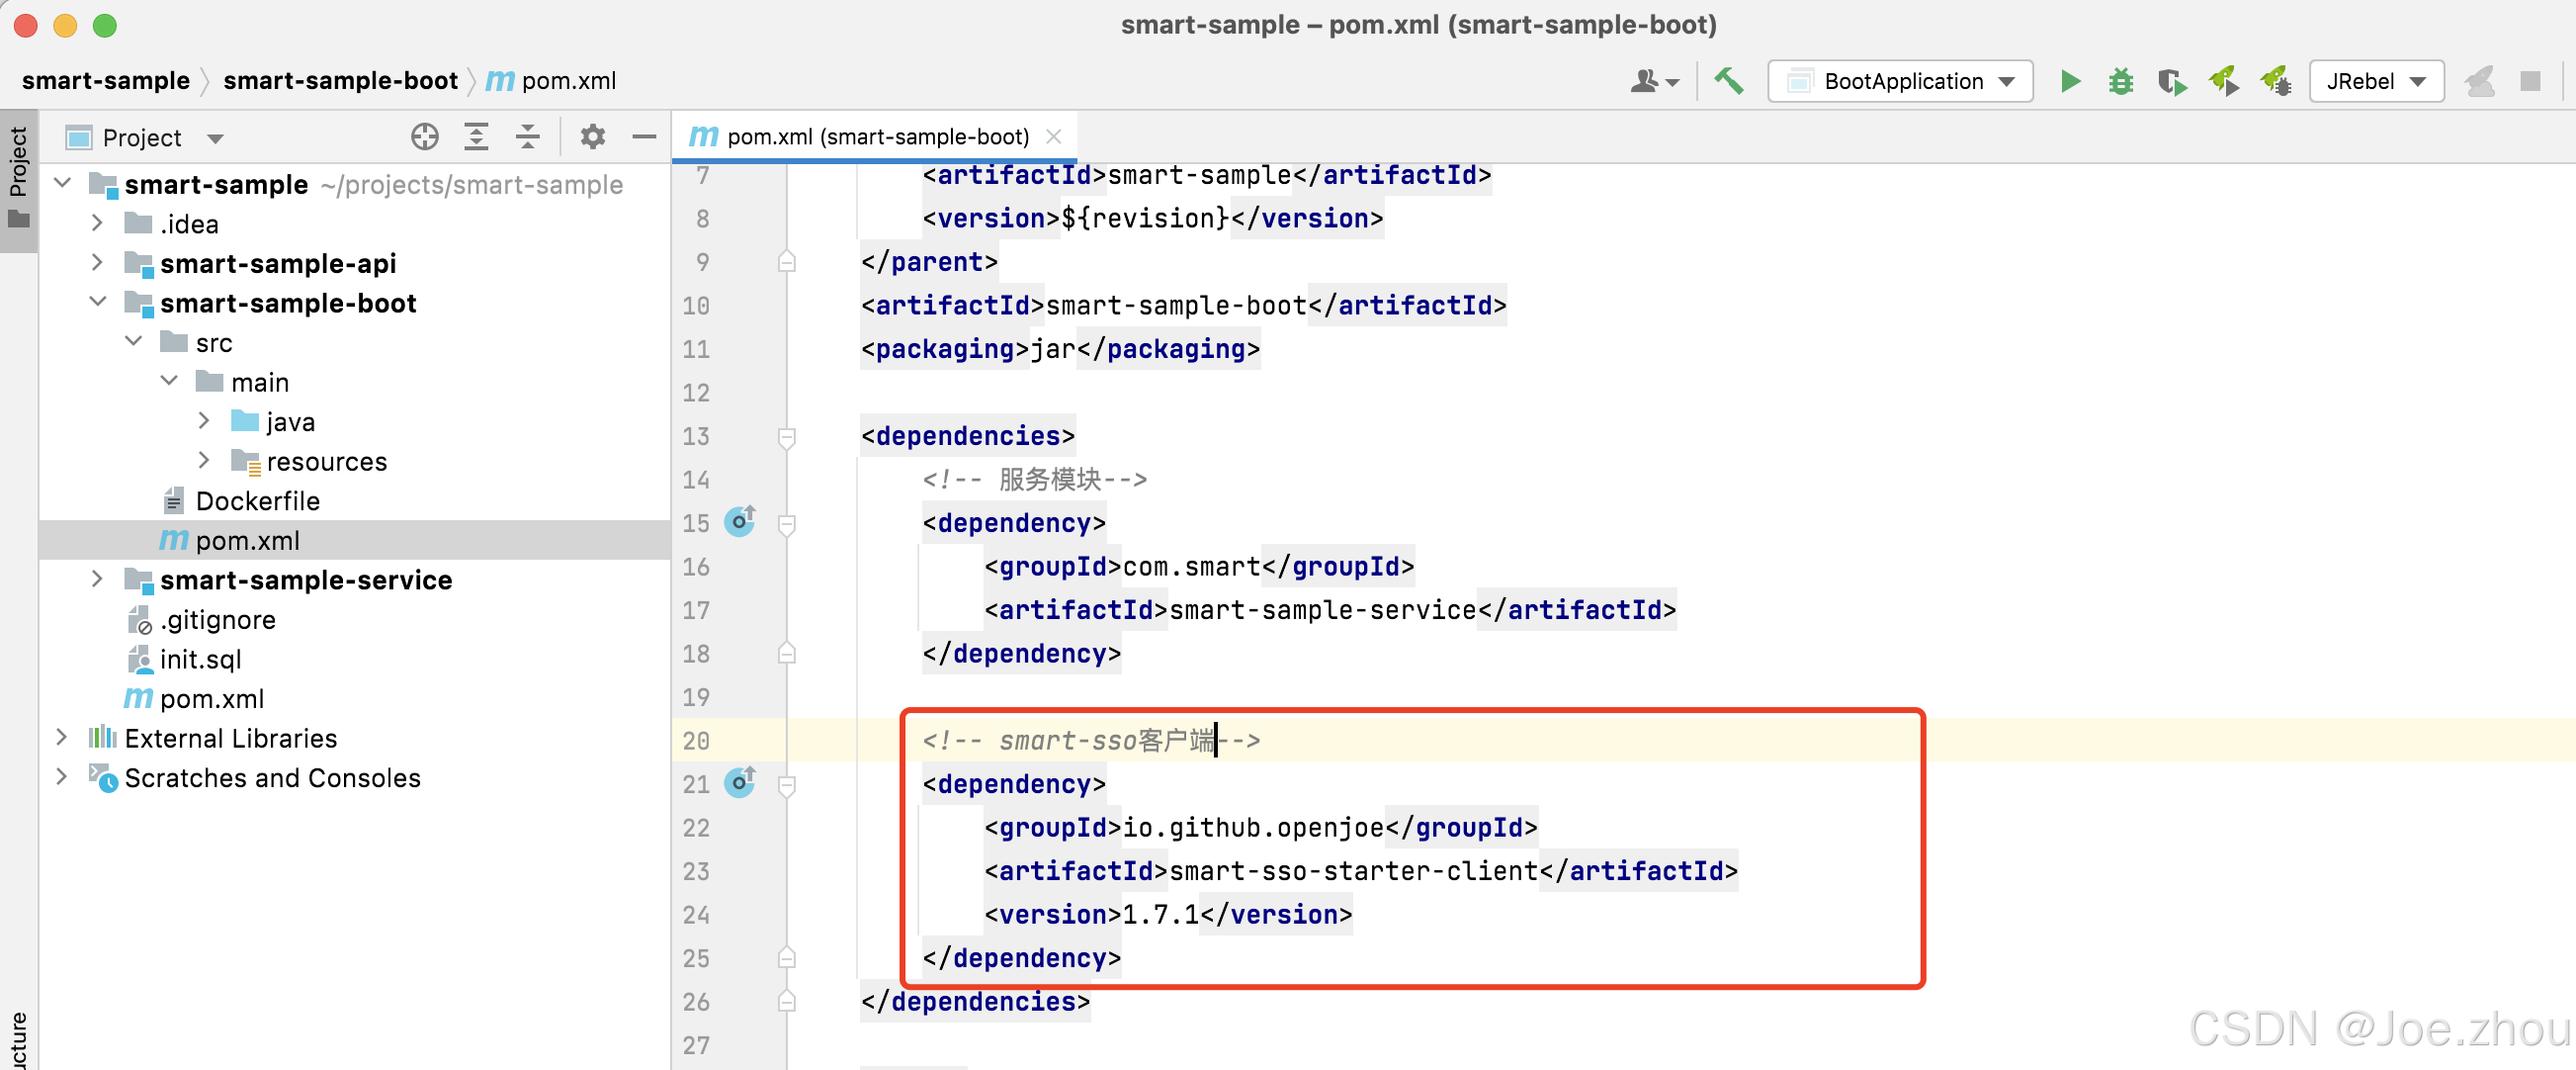 smart-sample – pom.xml (smart-sample-boot)
smart-sample smart-sample-boot m pom.xml
BootApplication
JRebel
Project
Project
m pom.xml (smart-sample-boot)
smart-sample ~/projects/smart-sample
.idea
smart-sample-api
smart-sample-boot
src
main
java
resources
Dockerfile
m pom.xml
smart-sample-service
.gitignore
init.sql
m pom.xml
External Libraries
Scratches and Consoles
ucture
7 <artifactId>smart-sample</artifactId>
8 <version>${revision}</version>
9 </parent>
10 <artifactId>smart-sample-boot</artifactId>
11 <packaging>jar</packaging>
12
13 <dependencies>
14 <!-- 服务模块-->
15 <dependency>
16 <groupId>com.smart</groupId>
17 <artifactId>smart-sample-service</artifactId>
18 </dependency>
19
20 <!-- smart-sso客户端-->
21 <dependency>
22 <groupId>io.github.openjoe</groupId>
23 <artifactId>smart-sso-starter-client</artifactId>
24 <version>1.7.1</version>
25 </dependency>
26 </dependencies>
27
CSDN @Joe.zhou